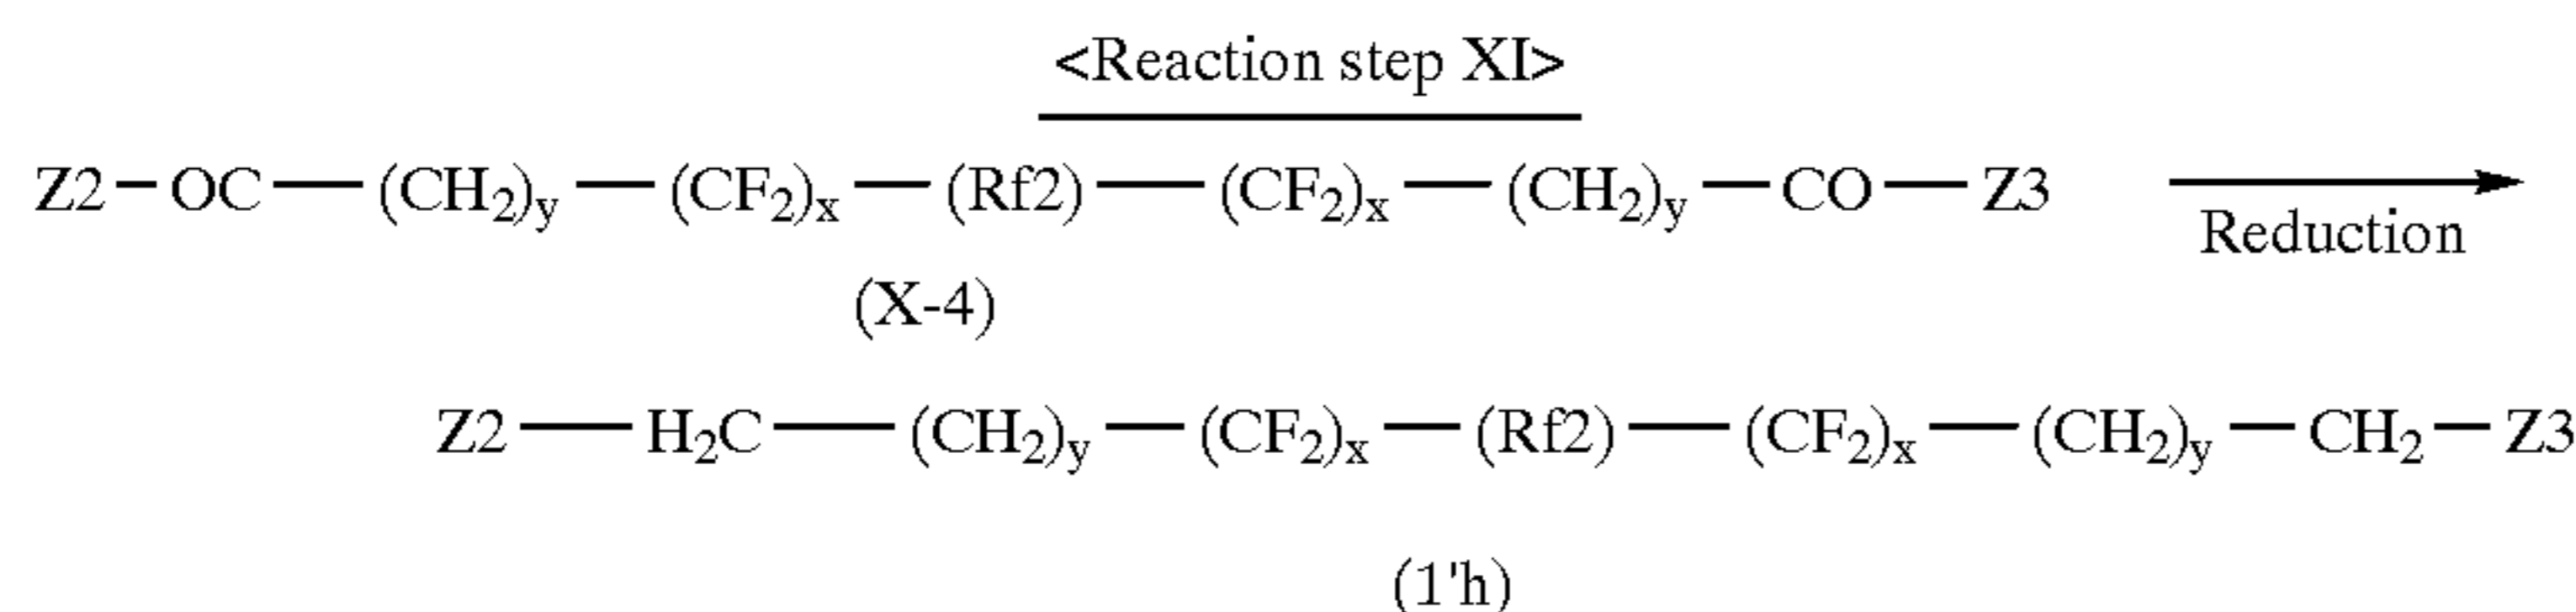 <Reaction step XI>
Z2—OC—(CH₂)y—(CF₂)x—(Rf2)—(CF₂)x—(CH₂)y—CO—Z3
Reduction
(X-4)
Z2—H₂C—(CH₂)y—(CF₂)x—(Rf2)—(CF₂)x—(CH₂)y—CH₂—Z3
(1'h)